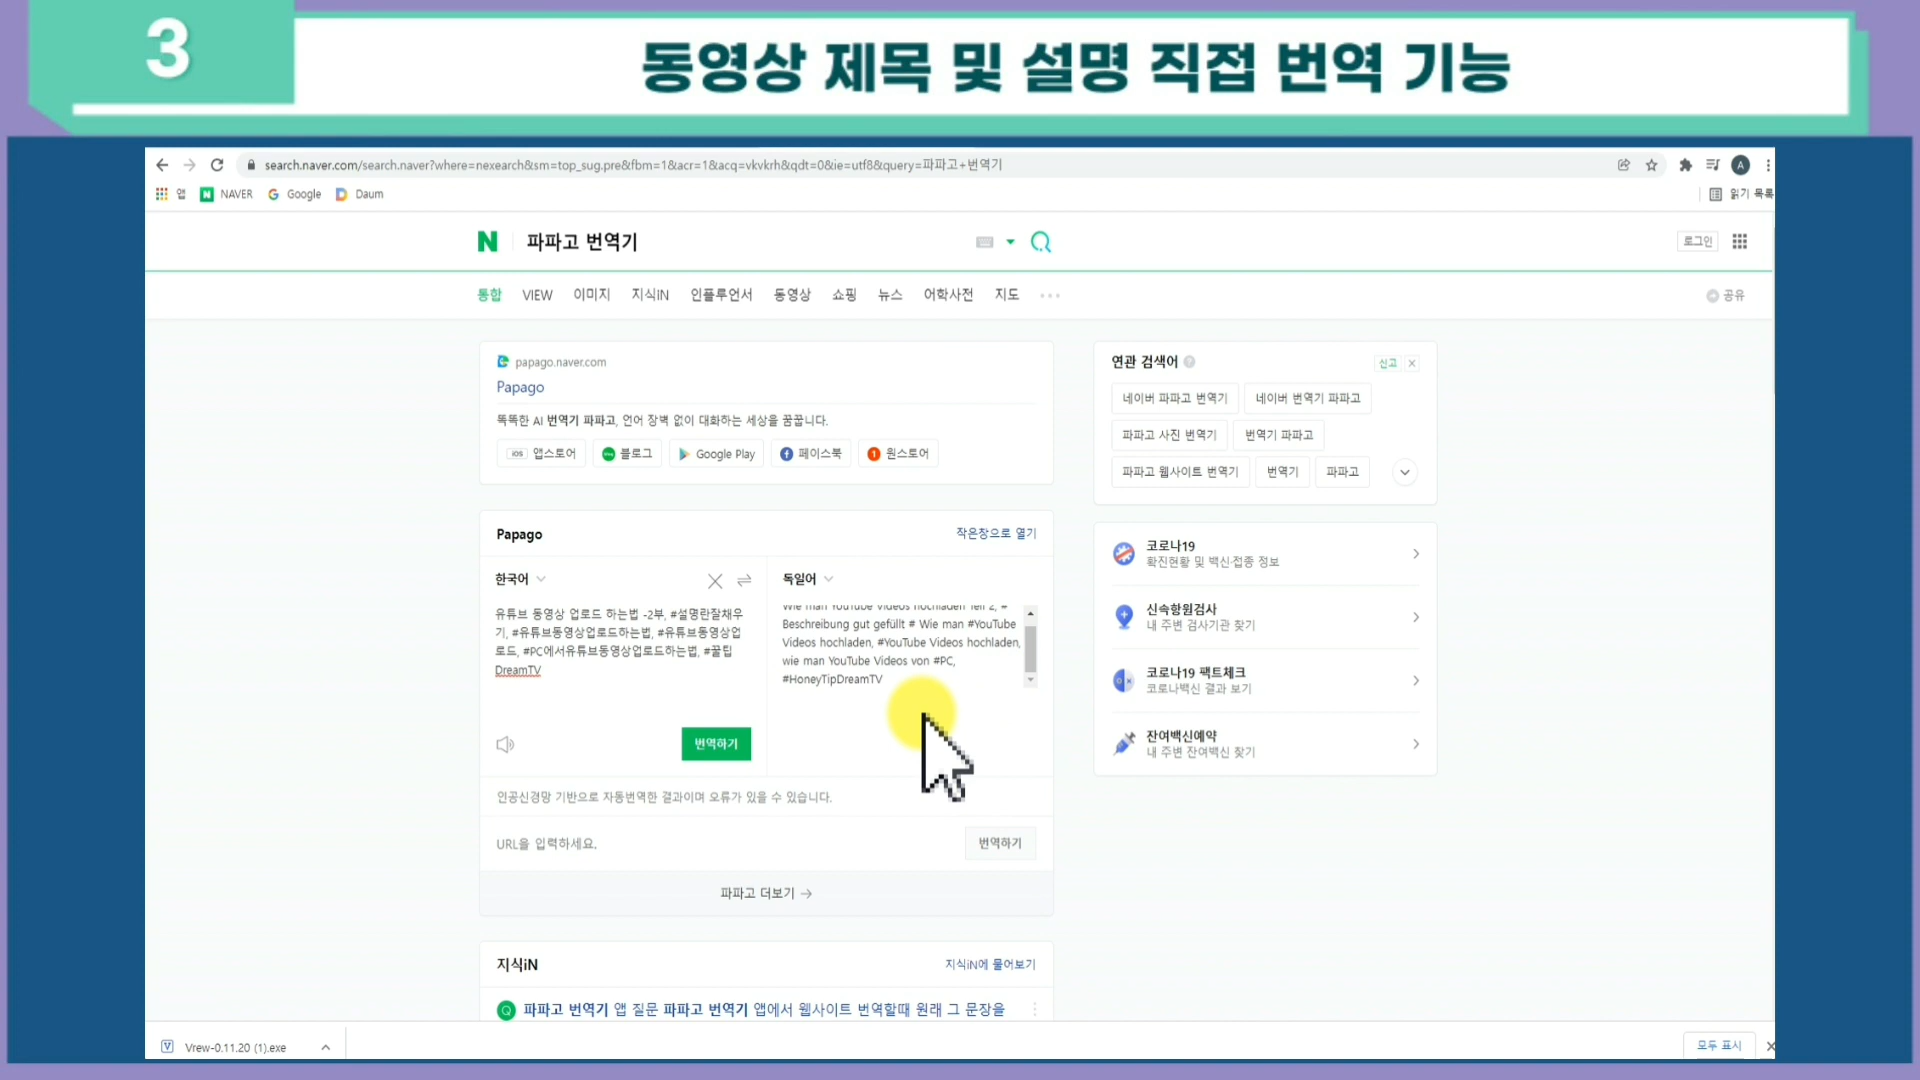 3
동영상 제목 및 설명 직접 번역 기능
search.naver.com/search.naver?where=nexearch&sm=top_sug.pre&fbm=1&acr=1&acq=vkvkrh&qdt=0&ie=utf8&query=파파고+번역기
A
앱 NAVER Google Daum
읽기 목록
N 파파고 번역기
로그인
통합 VIEW 이미지 지식iN 인플루언서 동영상 쇼핑 뉴스 어학사전 지도
공유
papago.naver.com
Papago
똑똑한 AI 번역기 파파고, 언어 장벽 없이 대화하는 세상을 꿈꿉니다.
iOS 앱스토어 블로그 Google Play 페이스북 원스토어
Papago
작은창으로 열기
한국어
유튜브 동영상 업로드 하는법 -2부, #설명란잘채우
기, #유튜브동영상업로드하는법, #유튜브동영상업
로드, #PC에서유튜브동영상업로드하는법, #꿀팁
DreamTV
번역하기
독일어
Wie man YouTube Videos hochladen Teil 2, #
Beschreibung gut gefüllt # Wie man #YouTube
Videos hochladen, #YouTube Videos hochladen,
wie man YouTube Videos von #PC,
#HoneyTipDreamTV
인공신경망 기반으로 자동번역한 결과이며 오류가 있을 수 있습니다.
URL을 입력하세요.
번역하기
파파고 더보기
지식iN
지식iN에 물어보기
Q 파파고 번역기 앱 질문 파파고 번역기 앱에서 웹사이트 번역할때 원래 그 문장을
연관 검색어
신고
네이버 파파고 번역기 네이버 번역기 파파고
파파고 사진 번역기 번역기 파파고
파파고 웹사이트 번역기 번역기 파파고
코로나19
확진현황 및 백신·접종 정보
신속항원검사
내 주변 검사기관 찾기
코로나19 팩트체크
코로나백신 결과 보기
잔여백신예약
내 주변 잔여백신 찾기
Vrew-0.11.20 (1).exe
모두 표시